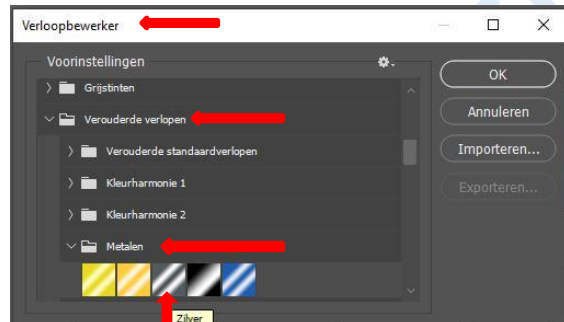 Verloopbewerker
Voorinstellingen
Grijstinten
Verouderde verlopen
Verouderde standaardverlopen
Kleurharmonie 1
Kleurharmonie 2
Metalen
Zilver
OK
Annuleren
Importeren...
Exporteren...